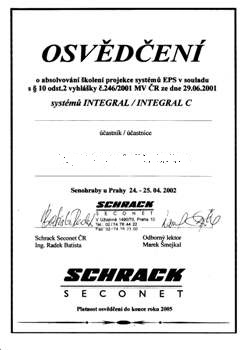 OSVĚDČENÍ
o absolvování školení projekce systémů EPS v souladu
s § 10 odst.2 vyhlášky č.246/2001 MV ČR ze dne 29.06.2001
systémů INTEGRAL / INTEGRAL C
účastník / účastnice
Senohraby u Prahy 24. - 25.04. 2002
SCHRACK
SECONET
Schrack Seconet ČR
Ing. Radek Batista
Odborný lektor
Marek Šmejkal
SCHRACK
SECONET
Platnost osvědčení do konce roku 2005